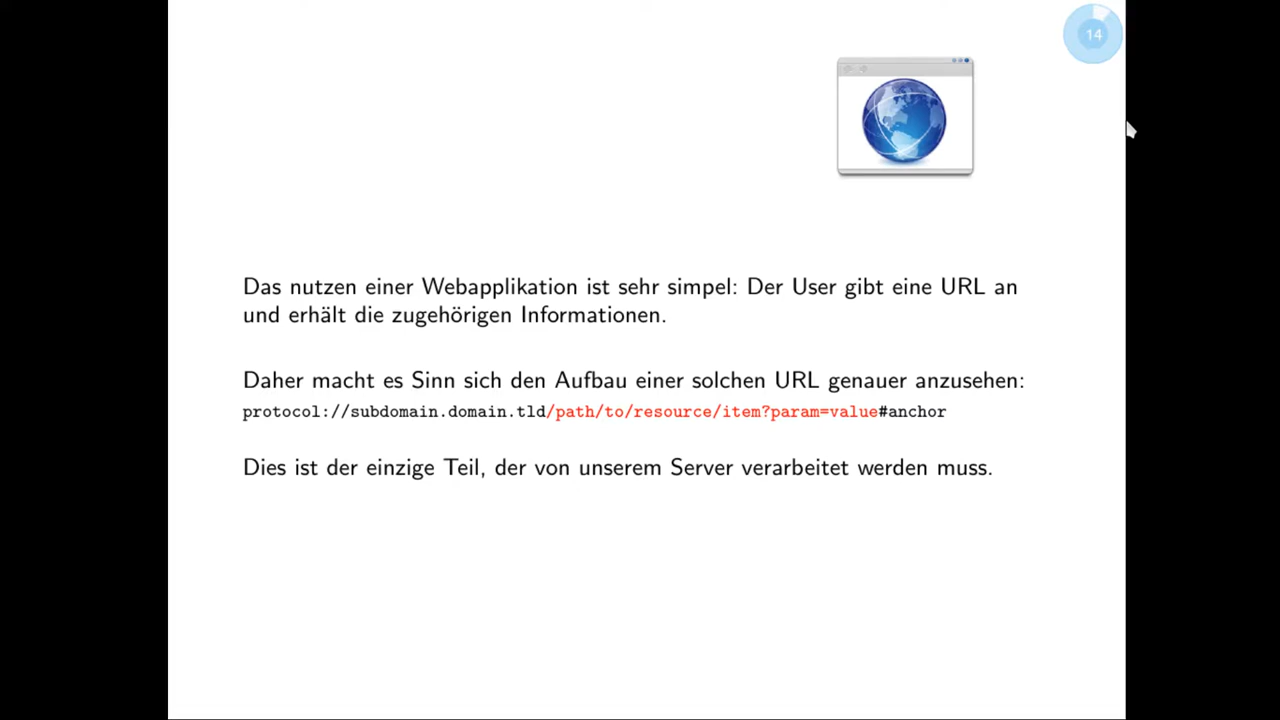 14
Das nutzen einer Webapplikation ist sehr simpel: Der User gibt eine URL an
und erhält die zugehörigen Informationen.
Daher macht es Sinn sich den Aufbau einer solchen URL genauer anzusehen:
protocol://subdomain.domain.tld/path/to/resource/item?param=value#anchor
Dies ist der einzige Teil, der von unserem Server verarbeitet werden muss.